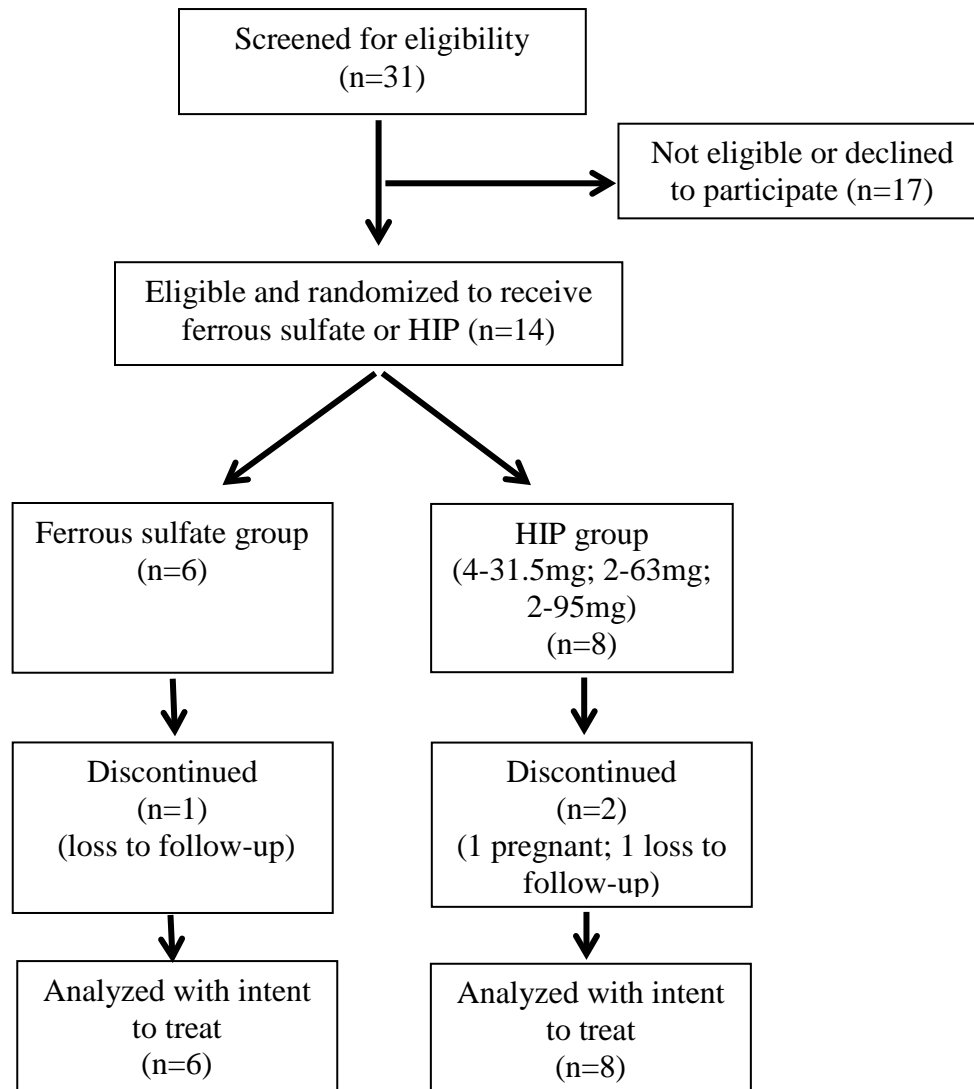 Screened for eligibility
(n=31)
Not eligible or declined
to participate (n=17)
Eligible and randomized to receive
ferrous sulfate or HIP (n=14)
Ferrous sulfate group
(n=6)
HIP group
(4-31.5mg; 2-63mg;
2-95mg)
(n=8)
Discontinued
(n=1)
(loss to follow-up)
Discontinued
(n=2)
(1 pregnant; 1 loss to
follow-up)
Analyzed with intent
to treat
(n=6)
Analyzed with intent
to treat
(n=8)